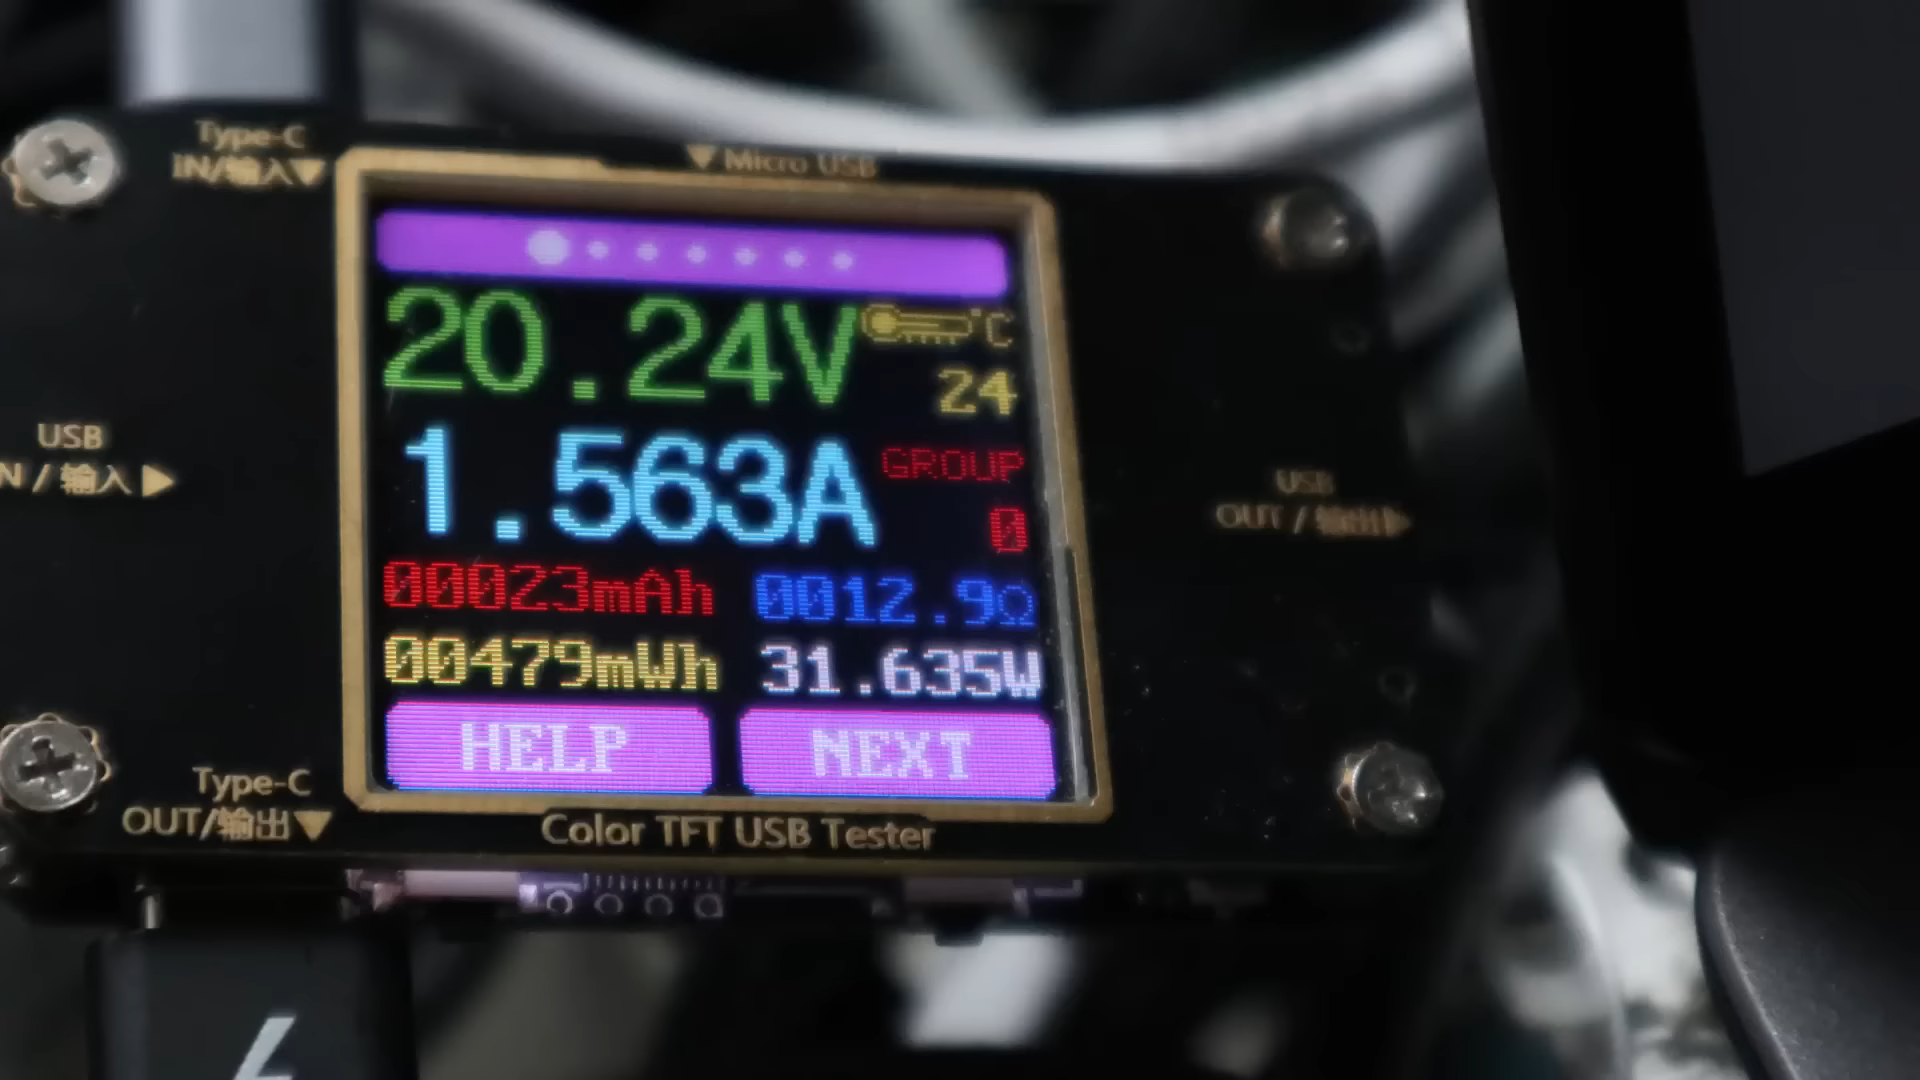 Type-C
IN/输入▼
▼Micro USB
20.24V
°C
24
USB
IN / 输入 ▶
1.563A
GROUP
0
USB
OUT / 输出▶
00023mAh
0012.9Ω
00479mWh
31.635W
HELP
NEXT
Type-C
OUT/输出▼
Color TFT USB Tester